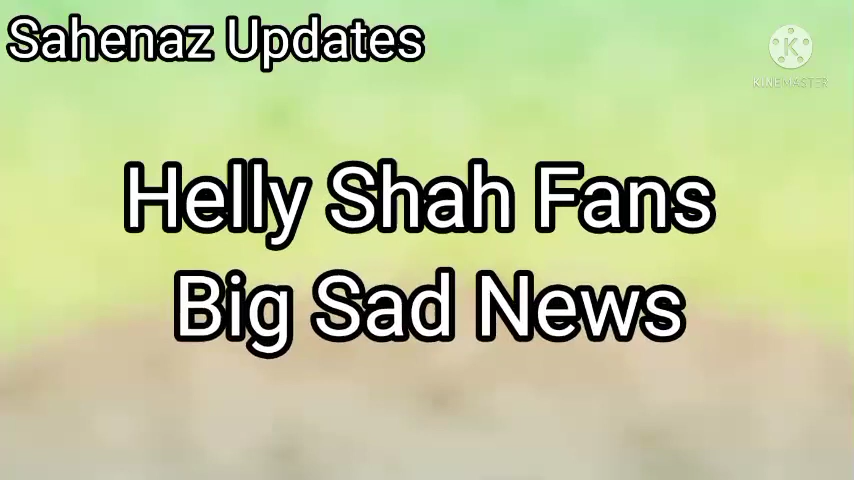 Sahenaz Updates
KINEMASTER
Helly Shah Fans
Big Sad News